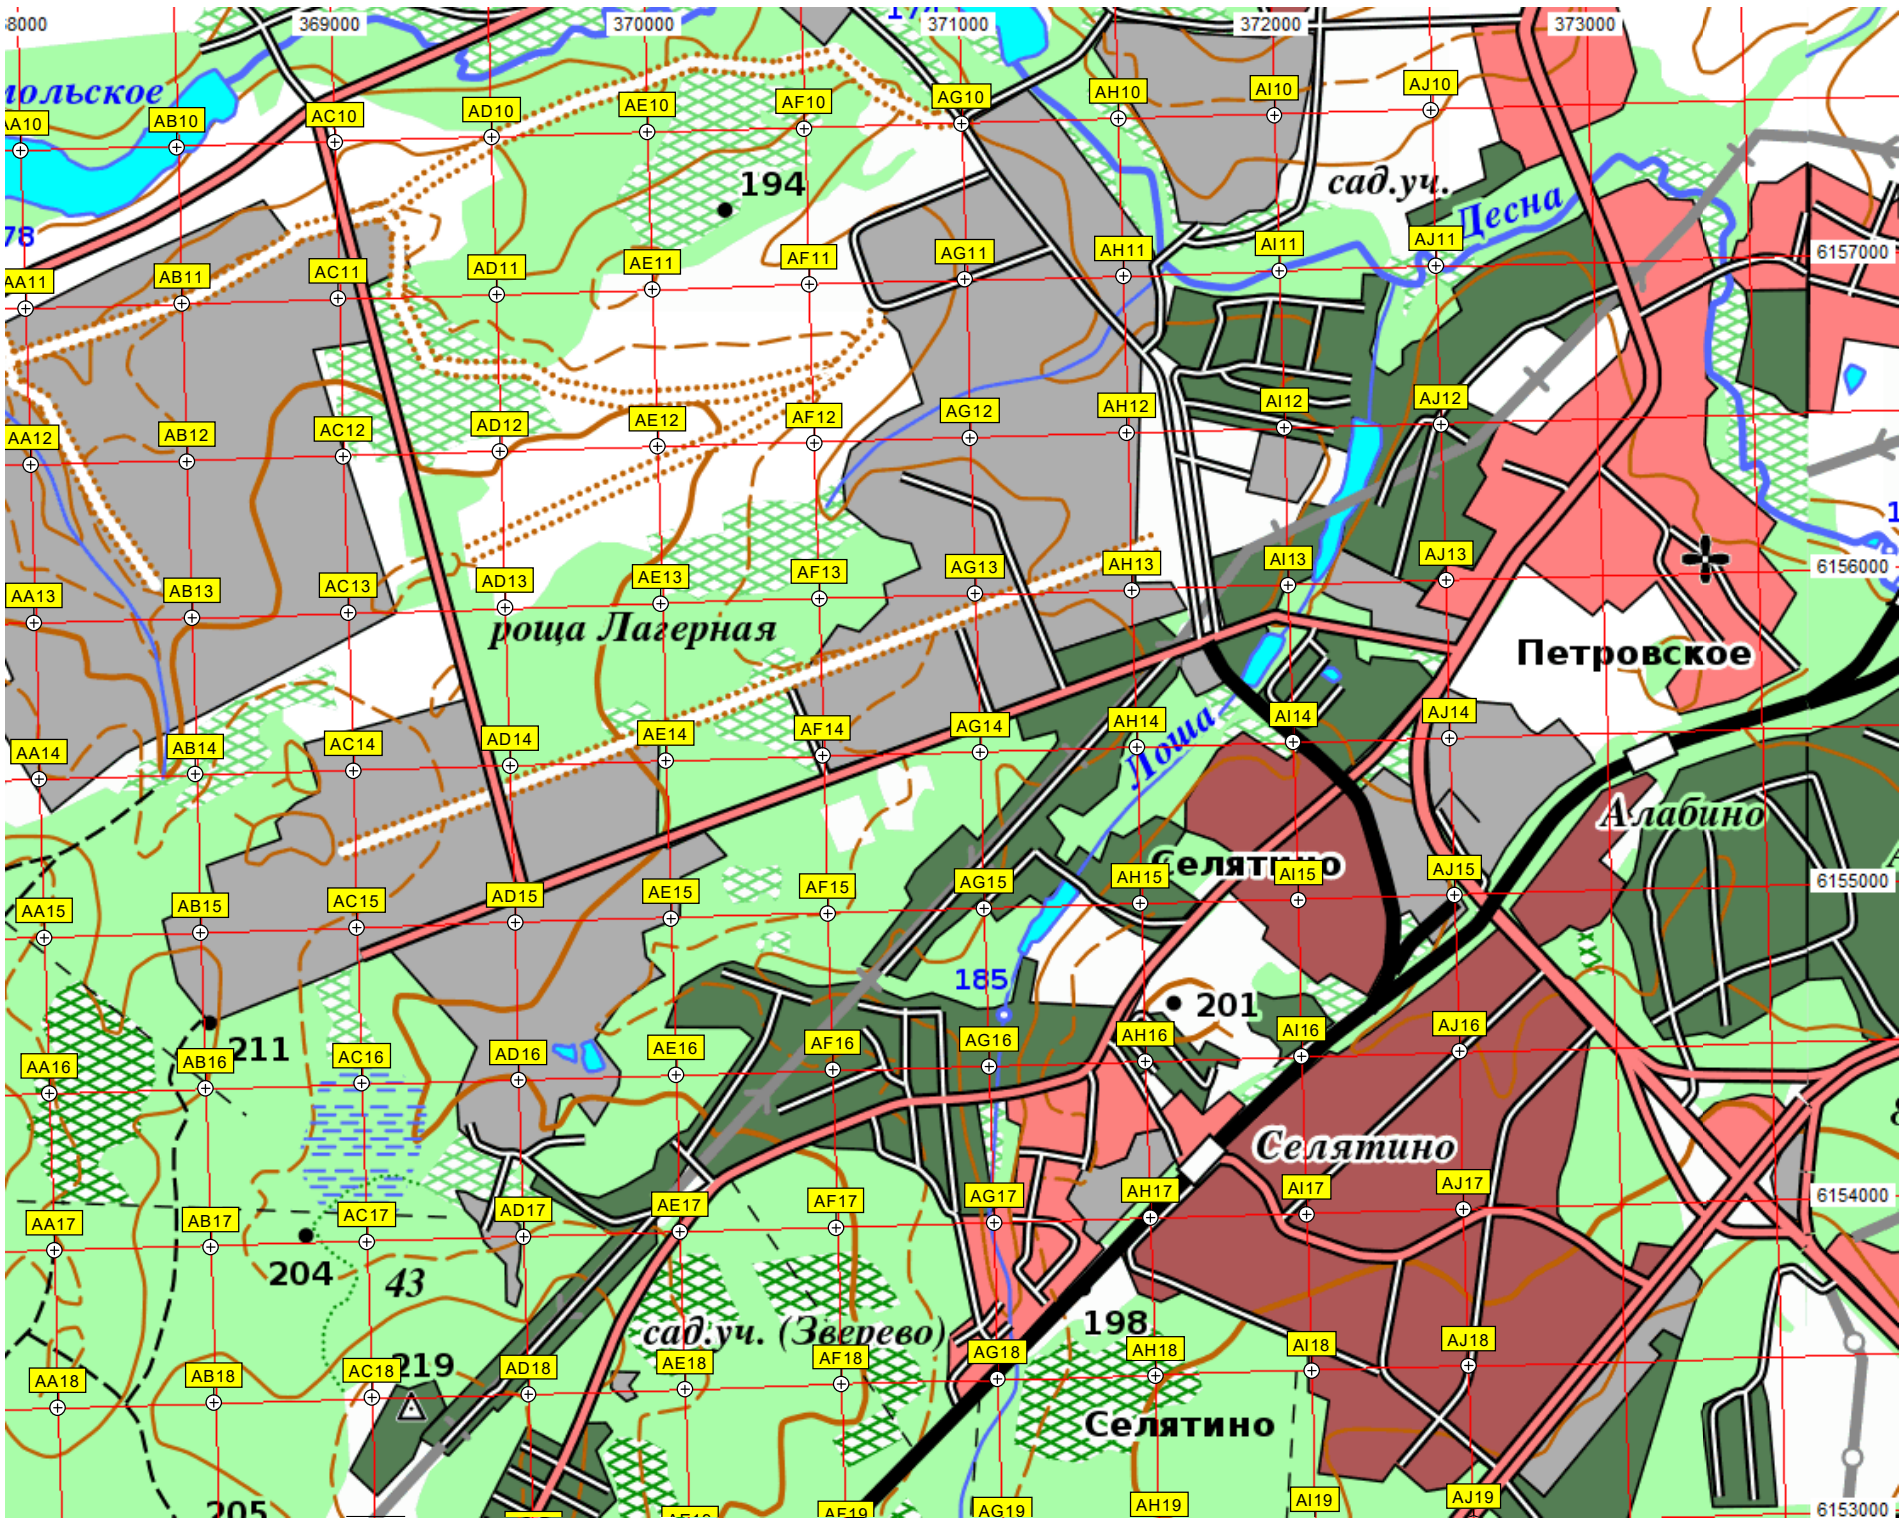 68000 369000 370000 371000 372000 373000
AA10 AB10 AC10 AD10 AE10 AF10 AG10 AH10 AI10 AJ10
194
сад.уч.
Десна
78
AA11 AB11 AC11 AD11 AE11 AF11 AG11 AH11 AI11 AJ11
6157000
AA12 AB12 AC12 AD12 AE12 AF12 AG12 AH12 AI12 AJ12
AA13 AB13 AC13 AD13 AE13 AF13 AG13 AH13 AI13 AJ13
6156000
роща Лагерная
Петровское
AA14 AB14 AC14 AD14 AE14 AF14 AG14 AH14 AI14 AJ14
Лоша
Алабино
Селятино
AA15 AB15 AC15 AD15 AE15 AF15 AG15 AH15 AI15 AJ15
6155000
185
201
211
AA16 AB16 AC16 AD16 AE16 AF16 AG16 AH16 AI16 AJ16
Селятино
AA17 AB17 AC17 AD17 AE17 AF17 AG17 AH17 AI17 AJ17
6154000
204
43
198
сад.уч. (Зверево)
219
AA18 AB18 AC18 AD18 AE18 AF18 AG18 AH18 AI18 AJ18
Селятино
205
AE19 AF19 AG19 AH19 AI19 AJ19
6153000